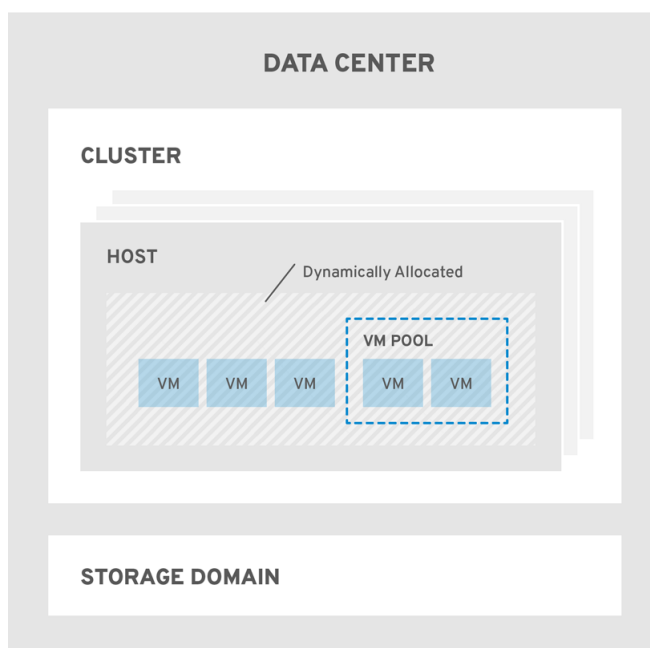 DATA CENTER
CLUSTER
HOST
Dynamically Allocated
VM POOL
VM VM VM VM VM
STORAGE DOMAIN